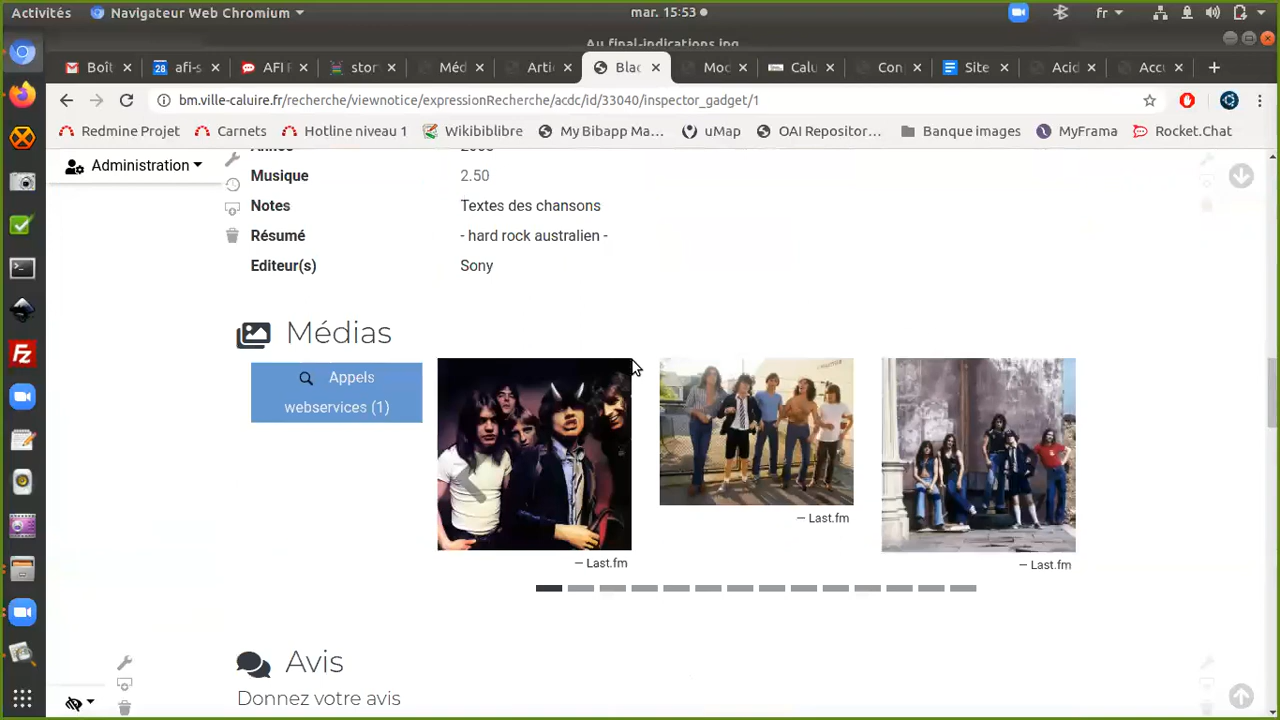 Activités Navigateur Web Chromium mar. 15:53 fr
Au final-indications.jpg
Boît 28 afi-s AFI F stor Méd Arti Blac Moc Calu Con Site Acid Accu
bm.ville-caluire.fr/recherche/viewnotice/expressionRecherche/acdc/id/33040/inspector_gadget/1
Redmine Projet Carnets Hotline niveau 1 Wikibiblibre My Bibapp Ma... uMap OAI Repositor... Banque images MyFrama Rocket.Chat
Administration
Musique 2.50
Notes Textes des chansons
Résumé - hard rock australien -
Editeur(s) Sony
Médias
Appels
webservices (1)
— Last.fm
— Last.fm
— Last.fm
Avis
Donnez votre avis